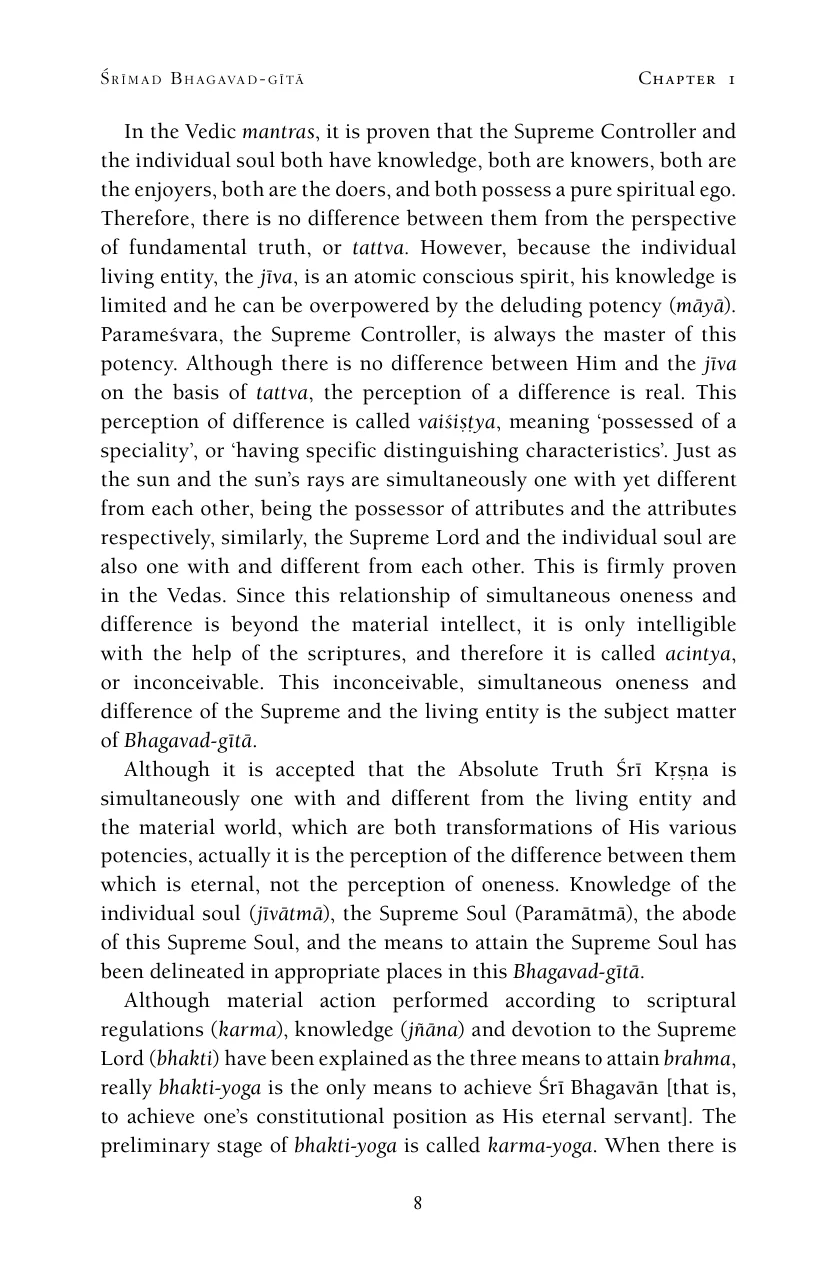 Śrīmad Bhagavad-gītā Chapter 1
In the Vedic mantras, it is proven that the Supreme Controller and
the individual soul both have knowledge, both are knowers, both are
the enjoyers, both are the doers, and both possess a pure spiritual ego.
Therefore, there is no difference between them from the perspective
of fundamental truth, or tattva. However, because the individual
living entity, the jīva, is an atomic conscious spirit, his knowledge is
limited and he can be overpowered by the deluding potency (māyā).
Parameśvara, the Supreme Controller, is always the master of this
potency. Although there is no difference between Him and the jīva
on the basis of tattva, the perception of a difference is real. This
perception of difference is called vaiśiṣṭya, meaning ‘possessed of a
speciality’, or ‘having specific distinguishing characteristics’. Just as
the sun and the sun’s rays are simultaneously one with yet different
from each other, being the possessor of attributes and the attributes
respectively, similarly, the Supreme Lord and the individual soul are
also one with and different from each other. This is firmly proven
in the Vedas. Since this relationship of simultaneous oneness and
difference is beyond the material intellect, it is only intelligible
with the help of the scriptures, and therefore it is called acintya,
or inconceivable. This inconceivable, simultaneous oneness and
difference of the Supreme and the living entity is the subject matter
of Bhagavad-gītā.
Although it is accepted that the Absolute Truth Śrī Kṛṣṇa is
simultaneously one with and different from the living entity and
the material world, which are both transformations of His various
potencies, actually it is the perception of the difference between them
which is eternal, not the perception of oneness. Knowledge of the
individual soul (jīvātmā), the Supreme Soul (Paramātmā), the abode
of this Supreme Soul, and the means to attain the Supreme Soul has
been delineated in appropriate places in this Bhagavad-gītā.
Although material action performed according to scriptural
regulations (karma), knowledge (jñāna) and devotion to the Supreme
Lord (bhakti) have been explained as the three means to attain brahma,
really bhakti-yoga is the only means to achieve Śrī Bhagavān [that is,
to achieve one’s constitutional position as His eternal servant]. The
preliminary stage of bhakti-yoga is called karma-yoga. When there is
8